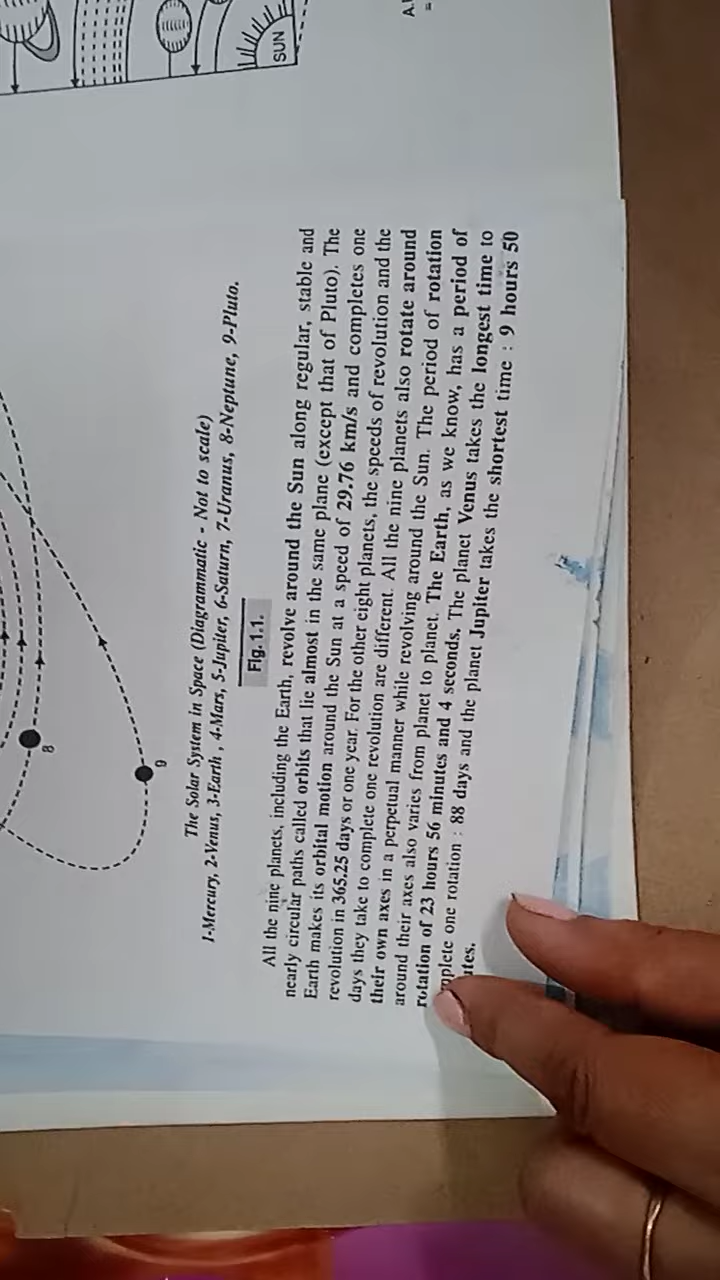 SUN
8
9
The Solar System in Space (Diagrammatic - Not to scale)
1-Mercury, 2-Venus, 3-Earth , 4-Mars, 5-Jupiter, 6-Saturn, 7-Uranus, 8-Neptune, 9-Pluto.
Fig. 1.1.
All the nine planets, including the Earth, revolve around the Sun along regular, stable and
nearly circular paths called orbits that lie almost in the same plane (except that of Pluto). The
Earth makes its orbital motion around the Sun at a speed of 29.76 km/s and completes one
revolution in 365.25 days or one year. For the other eight planets, the speeds of revolution and the
days they take to complete one revolution are different. All the nine planets also rotate around
their own axes in a perpetual manner while revolving around the Sun. The period of rotation
around their axes also varies from planet to planet. The Earth, as we know, has a period of
rotation of 23 hours 56 minutes and 4 seconds. The planet Venus takes the longest time to
mplete one rotation : 88 days and the planet Jupiter takes the shortest time : 9 hours 50
utes.